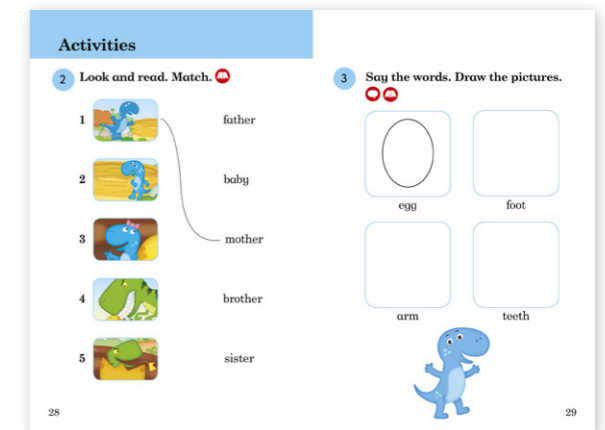 Activities
2 Look and read. Match.
1 father
2 baby
3 mother
4 brother
5 sister
28
3 Say the words. Draw the pictures.
egg foot
arm teeth
29